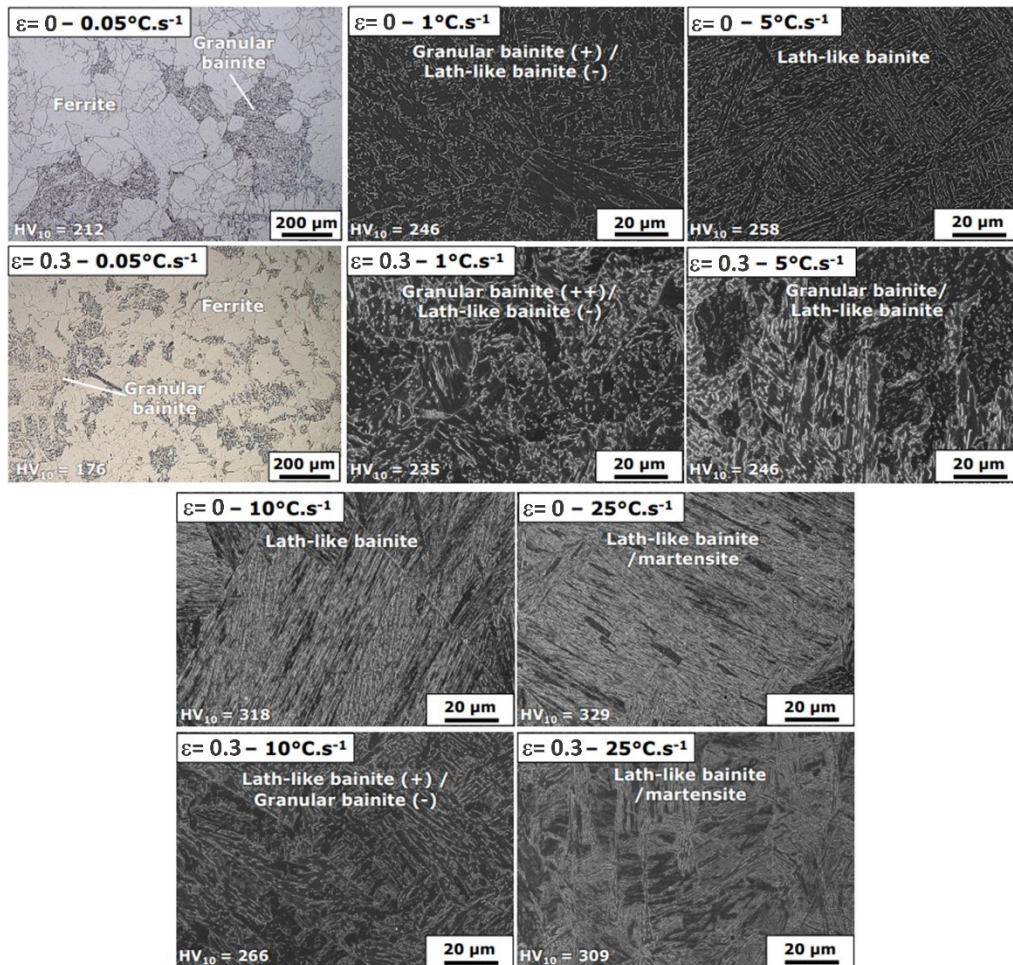 ε= 0 – 0.05°C.s⁻¹
Granular
bainite
Ferrite
HV₁₀ = 212
200 µm
ε= 0 – 1°C.s⁻¹
Granular bainite (+) /
Lath-like bainite (-)
HV₁₀ = 246
20 µm
ε= 0 – 5°C.s⁻¹
Lath-like bainite
HV₁₀ = 258
20 µm
ε= 0.3 – 0.05°C.s⁻¹
Ferrite
Granular
bainite
HV₁₀ = 176
200 µm
ε= 0.3 – 1°C.s⁻¹
Granular bainite (++)/
Lath-like bainite (-)
HV₁₀ = 235
20 µm
ε= 0.3 – 5°C.s⁻¹
Granular bainite/
Lath-like bainite
HV₁₀ = 246
20 µm
ε= 0 – 10°C.s⁻¹
Lath-like bainite
HV₁₀ = 318
20 µm
ε= 0 – 25°C.s⁻¹
Lath-like bainite
/martensite
HV₁₀ = 329
20 µm
ε= 0.3 – 10°C.s⁻¹
Lath-like bainite (+) /
Granular bainite (-)
HV₁₀ = 266
20 µm
ε= 0.3 – 25°C.s⁻¹
Lath-like bainite
/martensite
HV₁₀ = 309
20 µm